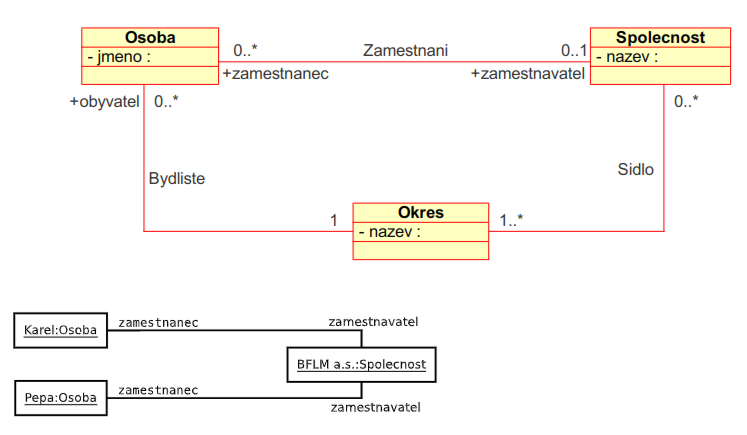 Osoba
- jmeno :
0..*
Zamestnani
0..1
Spolecnost
- nazev :
+zamestnanec
+zamestnavatel
+obyvatel
0..*
0..*
Bydliste
Sidlo
1
Okres
- nazev :
1..*
Karel:Osoba
zamestnanec
zamestnavatel
BFLM a.s.:Spolecnost
Pepa:Osoba
zamestnanec
zamestnavatel